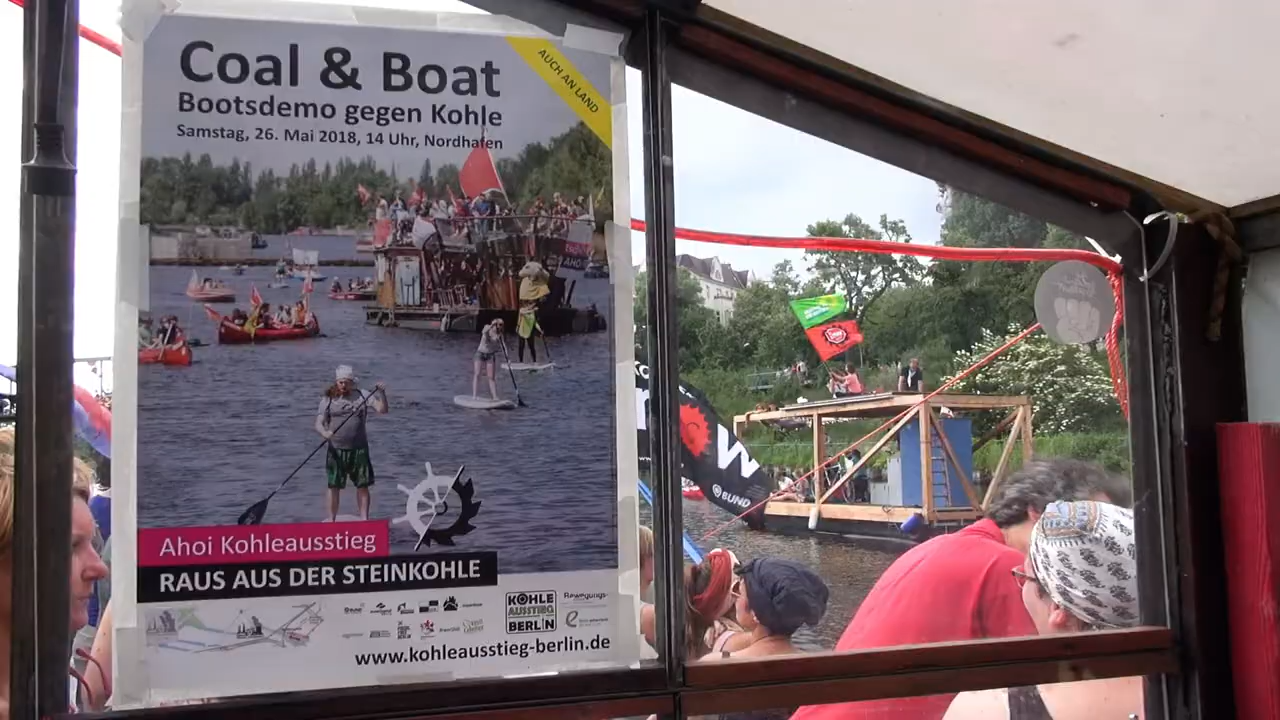 Coal & Boat
Bootsdemo gegen Kohle
Samstag, 26. Mai 2018, 14 Uhr, Nordhafen
AUCH AN LAND
Ahoi Kohleausstieg
RAUS AUS DER STEINKOHLE
KOHLE
AUSSTIEG
BERLIN
Bewegungs-
www.kohleausstieg-berlin.de
W
BUND